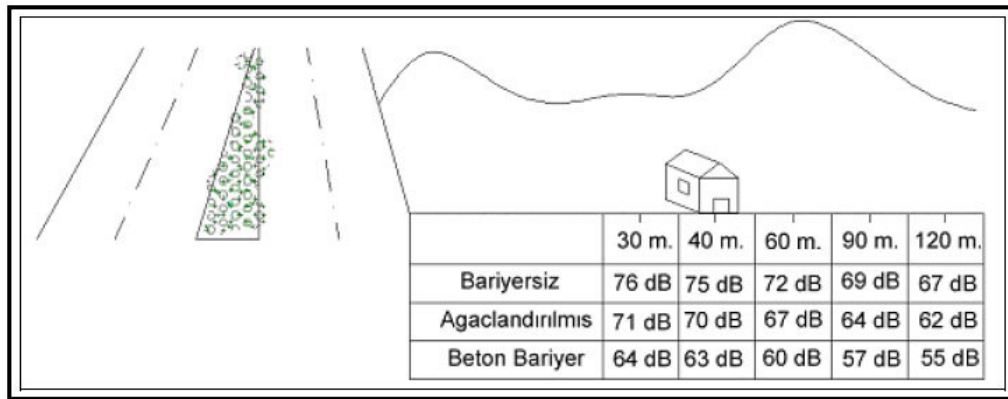 30 m. 40 m. 60 m. 90 m. 120 m.
Bariyersiz 76 dB 75 dB 72 dB 69 dB 67 dB
Agaclandırılmıs 71 dB 70 dB 67 dB 64 dB 62 dB
Beton Bariyer 64 dB 63 dB 60 dB 57 dB 55 dB